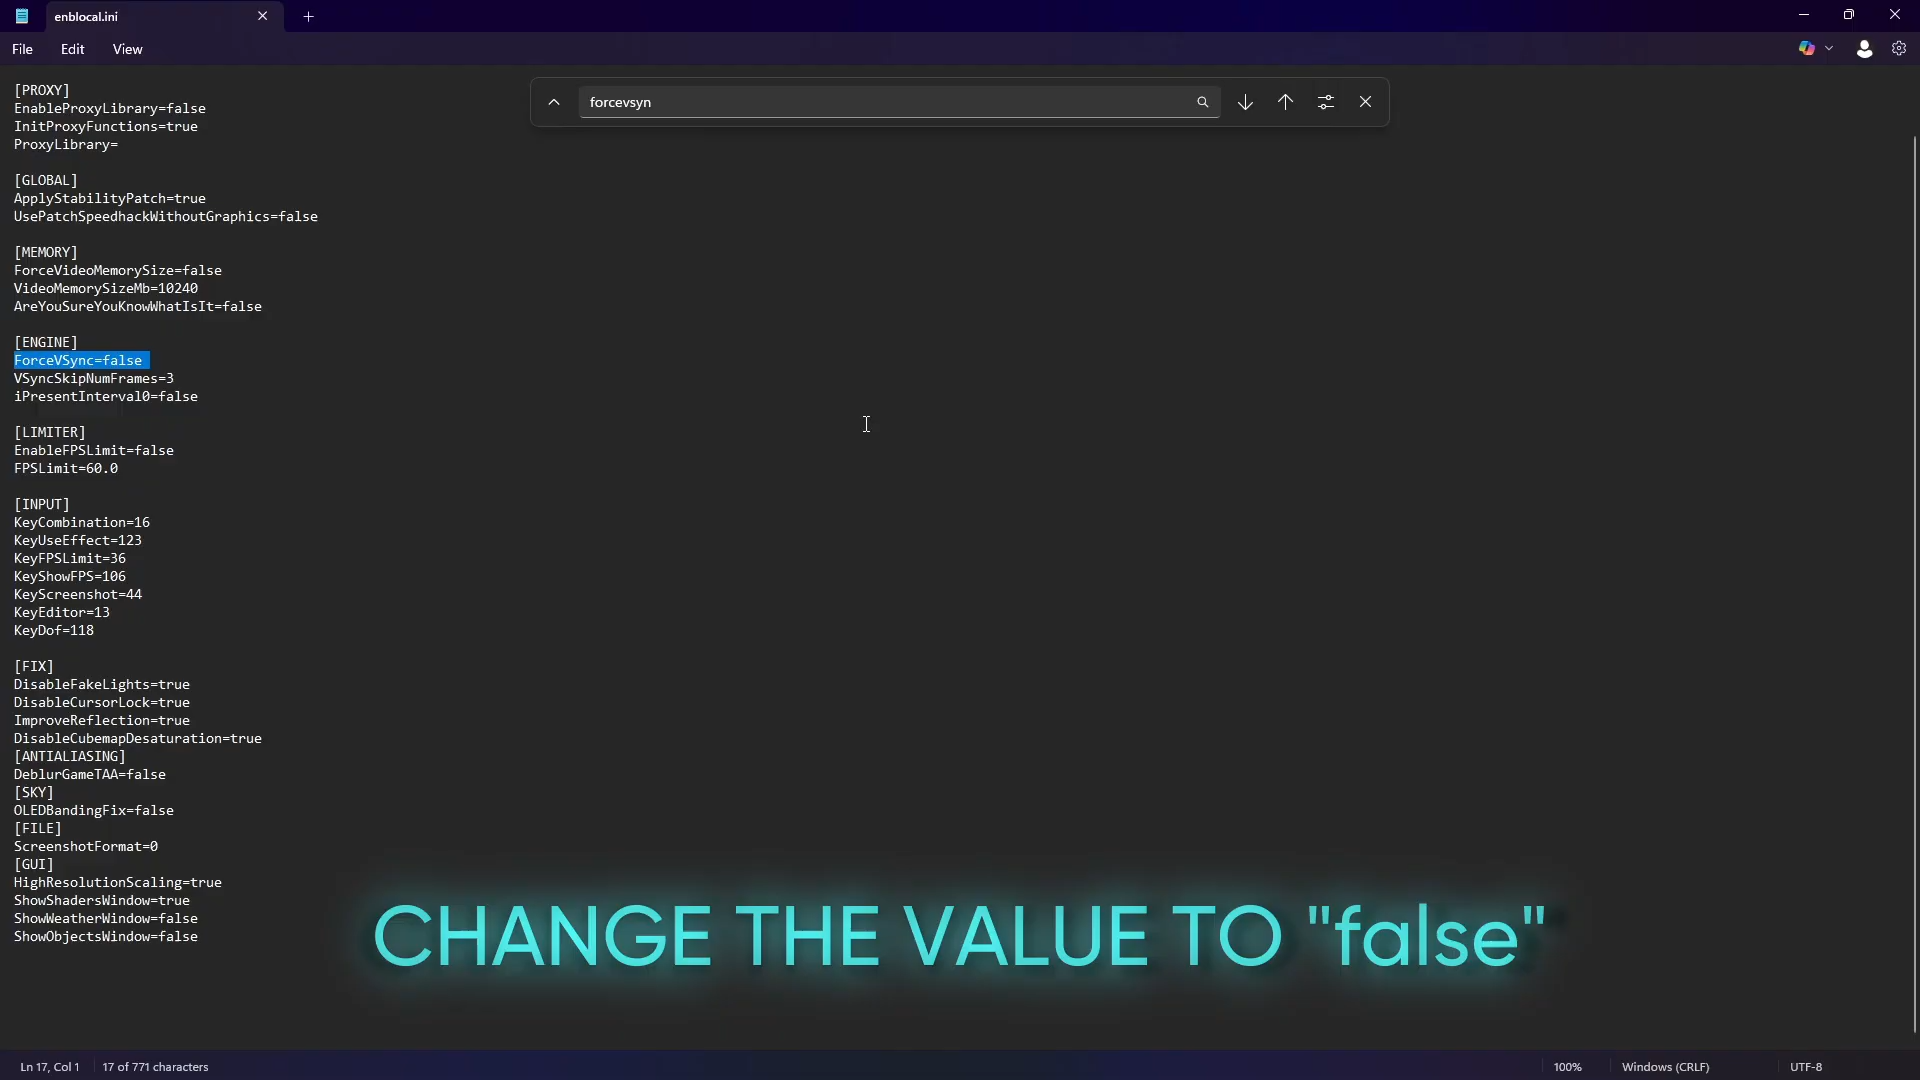 enblocal.ini
File Edit View
forcevsyn
[PROXY]
EnableProxyLibrary=false
InitProxyFunctions=true
ProxyLibrary=
[GLOBAL]
ApplyStabilityPatch=true
UsePatchSpeedhackWithoutGraphics=false
[MEMORY]
ForceVideoMemorySize=false
VideoMemorySizeMb=10240
AreYouSureYouKnowWhatIsIt=false
[ENGINE]
ForceVSync=false
VSyncSkipNumFrames=3
iPresentInterval0=false
[LIMITER]
EnableFPSLimit=false
FPSLimit=60.0
[INPUT]
KeyCombination=16
KeyUseEffect=123
KeyFPSLimit=36
KeyShowFPS=106
KeyScreenshot=44
KeyEditor=13
KeyDof=118
[FIX]
DisableFakeLights=true
DisableCursorLock=true
ImproveReflection=true
DisableCubemapDesaturation=true
[ANTIALIASING]
DeblurGameTAA=false
[SKY]
OLEDBandingFix=false
[FILE]
ScreenshotFormat=0
[GUI]
HighResolutionScaling=true
ShowShadersWindow=true
ShowWeatherWindow=false
ShowObjectsWindow=false
CHANGE THE VALUE TO "false"
Ln 17, Col 1 17 of 771 characters 100% Windows (CRLF) UTF-8